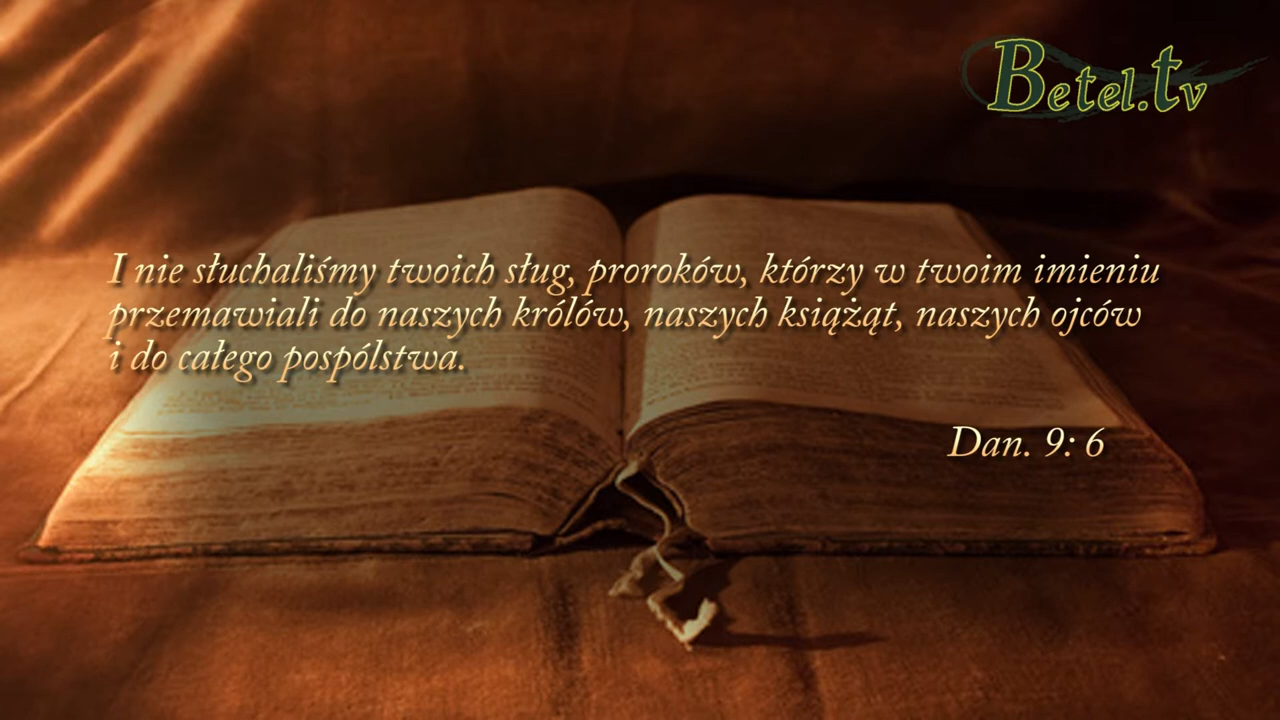 Betel.tv
I nie słuchaliśmy twoich sług, proroków, którzy w twoim imieniu
przemawiali do naszych królów, naszych książąt, naszych ojców
i do całego pospólstwa.
Dan. 9: 6